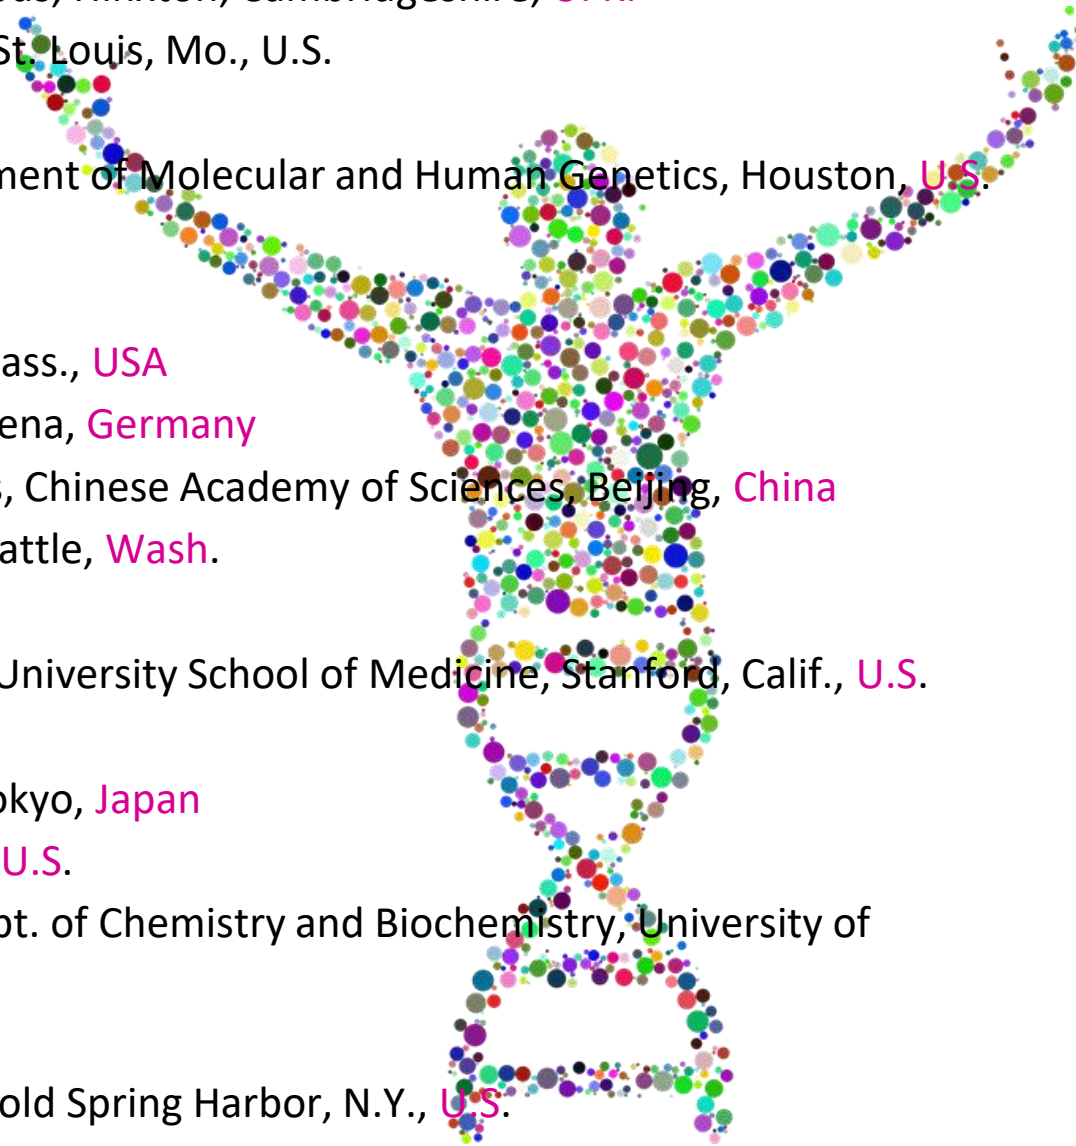 Hinxton, Cambridgeshire, U.K.
St. Louis, Mo., U.S.
ment of Molecular and Human Genetics, Houston, U.S.
ass., USA
ena, Germany
s, Chinese Academy of Sciences, Beijing, China
attle, Wash.
University School of Medicine, Stanford, Calif., U.S.
okyo, Japan
U.S.
pt. of Chemistry and Biochemistry, University of
old Spring Harbor, N.Y., U.S.